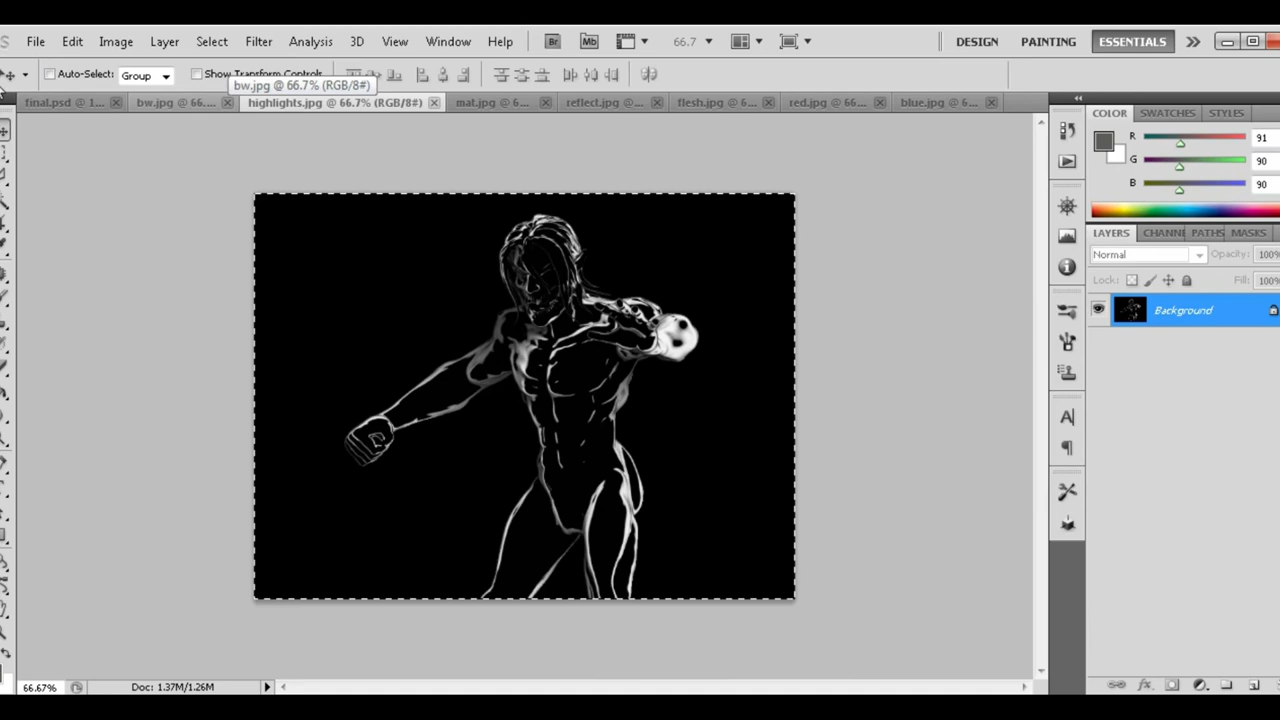 File Edit Image Layer Select Filter Analysis 3D View Window Help Br Mb 66.7 DESIGN PAINTING ESSENTIALS
Auto-Select: Group Show Transform Controls
bw.jpg @ 66.7% (RGB/8#)
final.psd @ 1... bw.jpg @ 66.... highlights.jpg @ 66.7% (RGB/8#) mat.jpg @ 6... reflect.jpg @... flesh.jpg @ 6... red.jpg @ 66... blue.jpg @ 6...
COLOR SWATCHES STYLES
R 91
G 90
B 90
LAYERS CHANNI PATHS MASKS
Normal Opacity: 100%
Lock: Fill: 100%
Background
66.67% Doc: 1.37M/1.26M